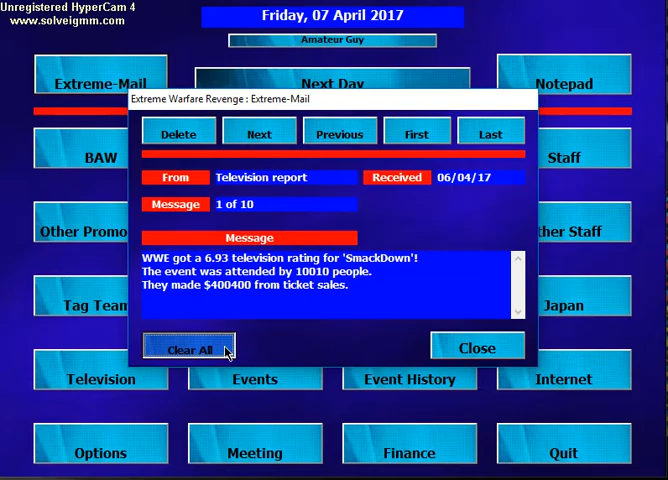 Unregistered HyperCam 4
www.solveigmm.com
Friday, 07 April 2017
Amateur Guy
Extreme-Mail
Next Day
Notepad
Extreme Warfare Revenge : Extreme-Mail
Delete
Next
Previous
First
Last
BAW
Staff
From
Television report
Received
06/04/17
Message
1 of 10
Other Promo
ther Staff
Message
WWE got a 6.93 television rating for 'SmackDown'!
The event was attended by 10010 people.
They made $400400 from ticket sales.
Tag Team
Japan
Clear All
Close
Television
Events
Event History
Internet
Options
Meeting
Finance
Quit